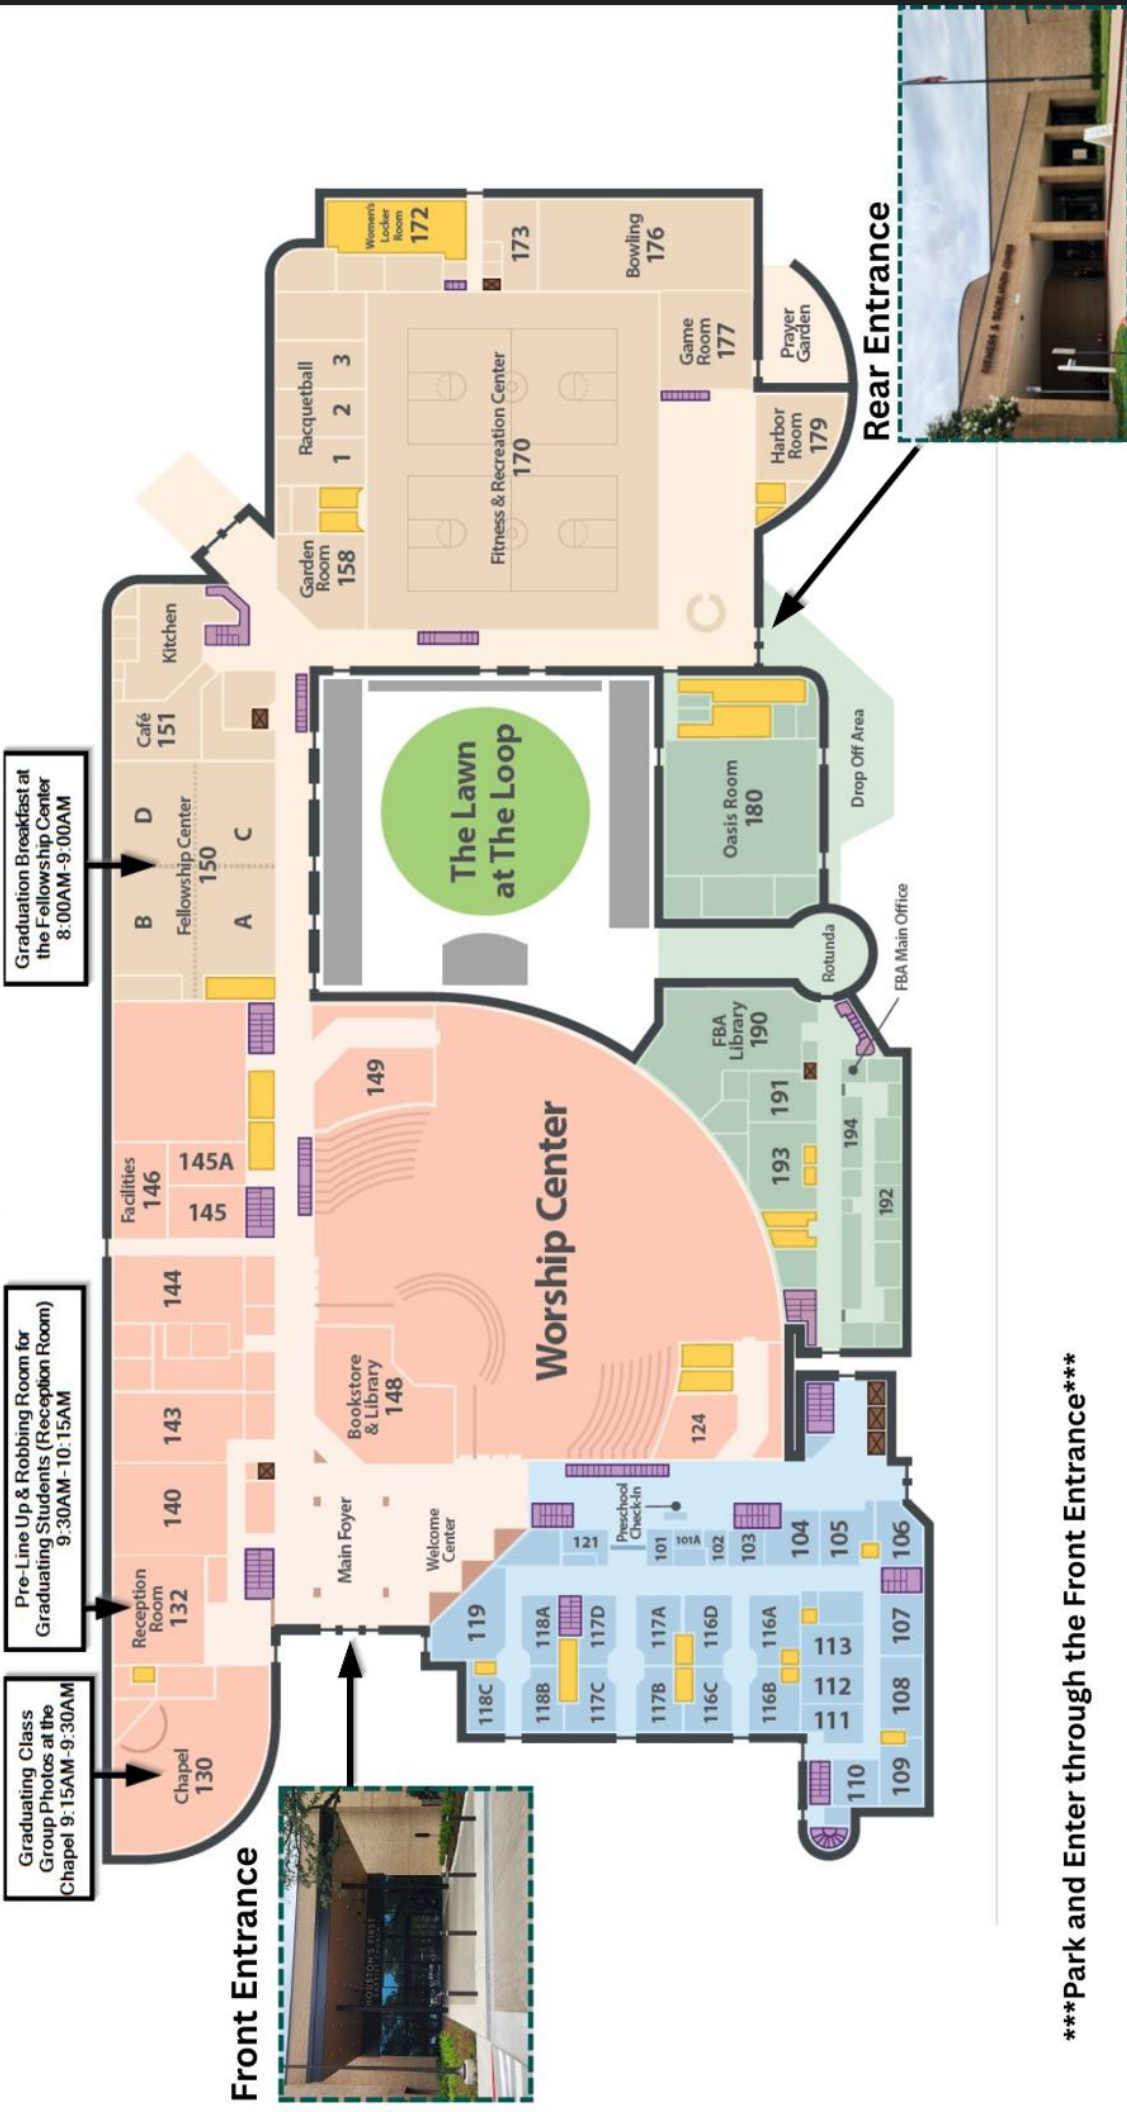 Graduating Class
Group Photos at the
Chapel 9:15AM-9:30AM
Pre-Line Up & Robbing Room for
Graduating Students (Reception Room)
9:30AM-10:15AM
Graduation Breakfast at
the Fellowship Center
8:00AM-9:00AM
Chapel
130
Reception
Room
132
140
143
144
Facilities
146
145
145A
B
D
A
C
Fellowship Center
150
Café
151
Kitchen
Garden
Room
158
Racquetball
1
2
3
Women's
Locker
Room
172
173
Bowling
176
Fitness & Recreation Center
170
Game
Room
177
Prayer
Garden
Harbor
Room
179
Rear Entrance
The Lawn
at The Loop
Oasis Room
180
Drop Off Area
Rotunda
FBA Main Office
FBA
Library
190
191
193
194
192
149
Worship Center
Bookstore
& Library
148
124
Main Foyer
Welcome
Center
Preschool
Check-In
121
101
101A
102
103
104
105
106
119
118A
117D
117A
116D
116A
113
107
118C
118B
117C
117B
116C
116B
112
111
108
110
109
Front Entrance
HOUSTON'S FIRST
***Park and Enter through the Front Entrance***